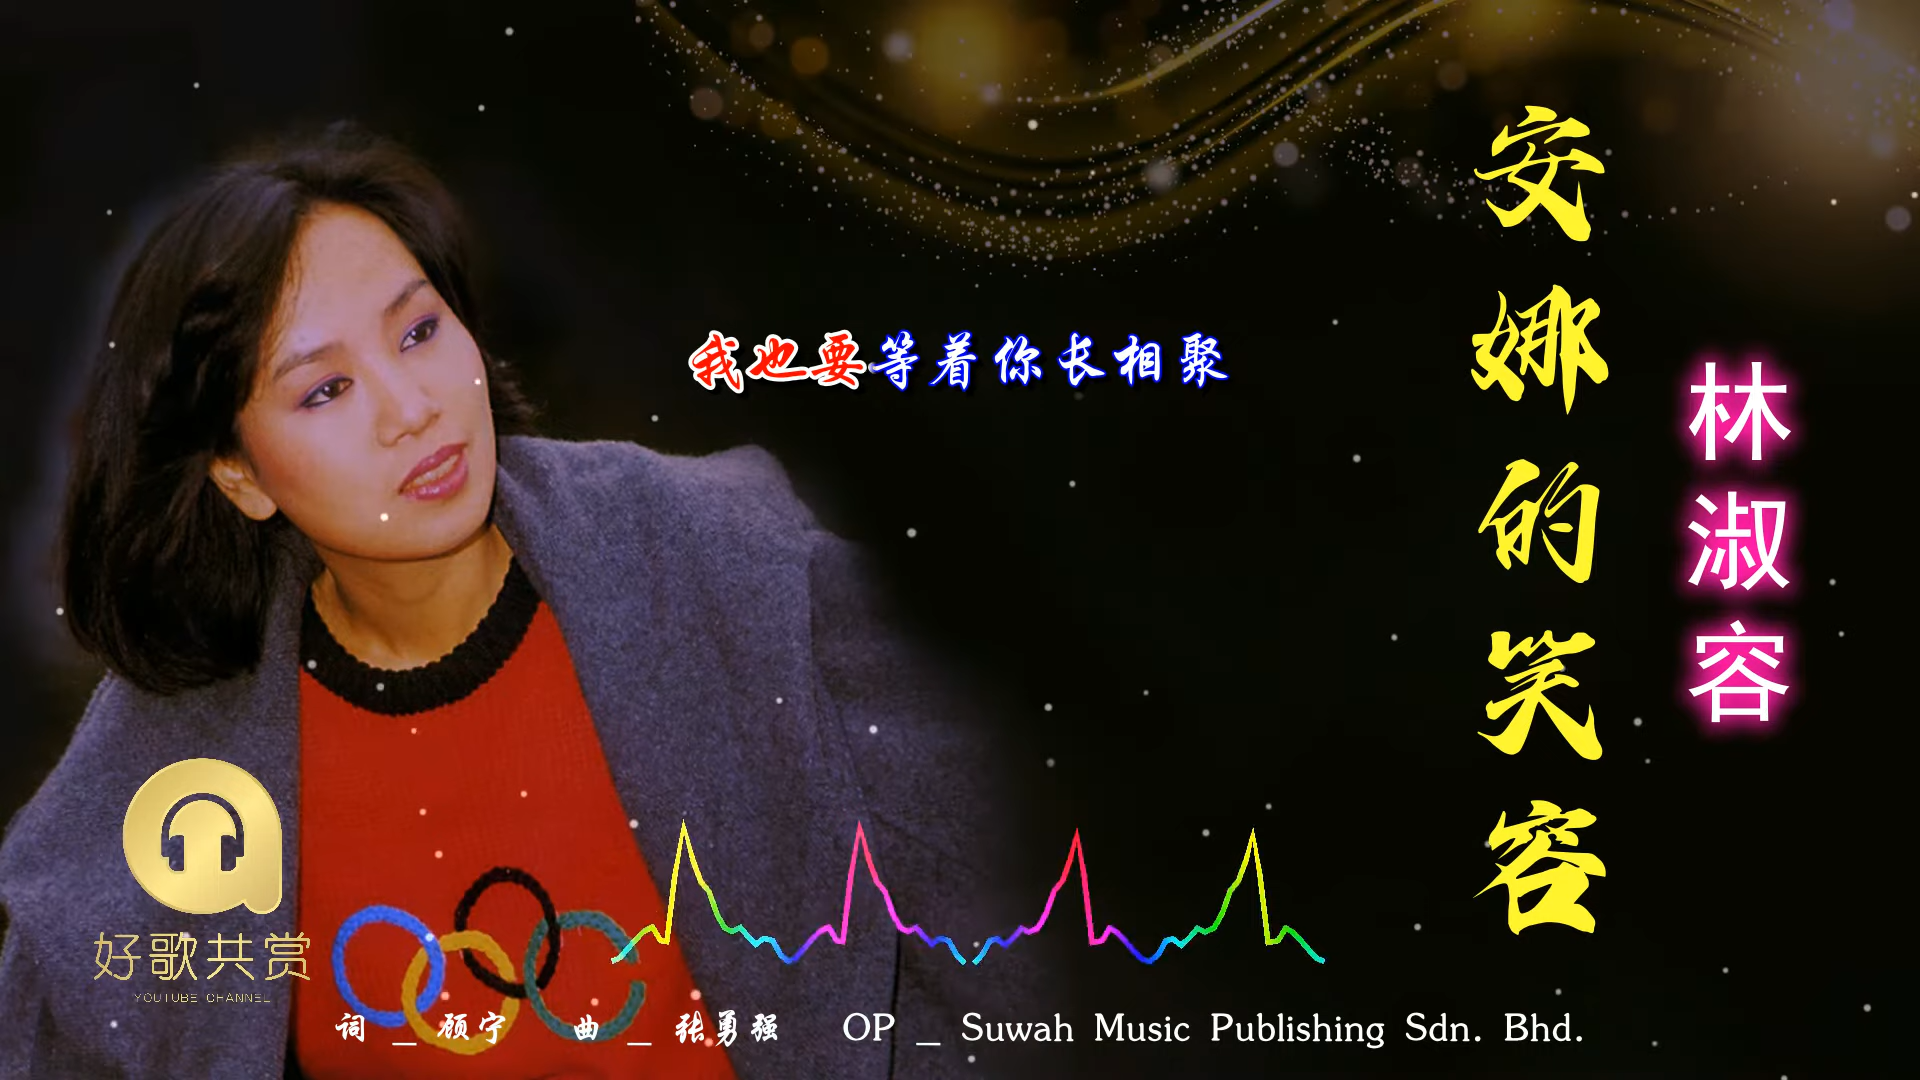 我也要等着你长相聚
安娜的笑容
林淑容
好歌共赏
YOUTUBE CHANNEL
词 _ 顾宁 曲 _ 张勇强 OP _ Suwah Music Publishing Sdn. Bhd.